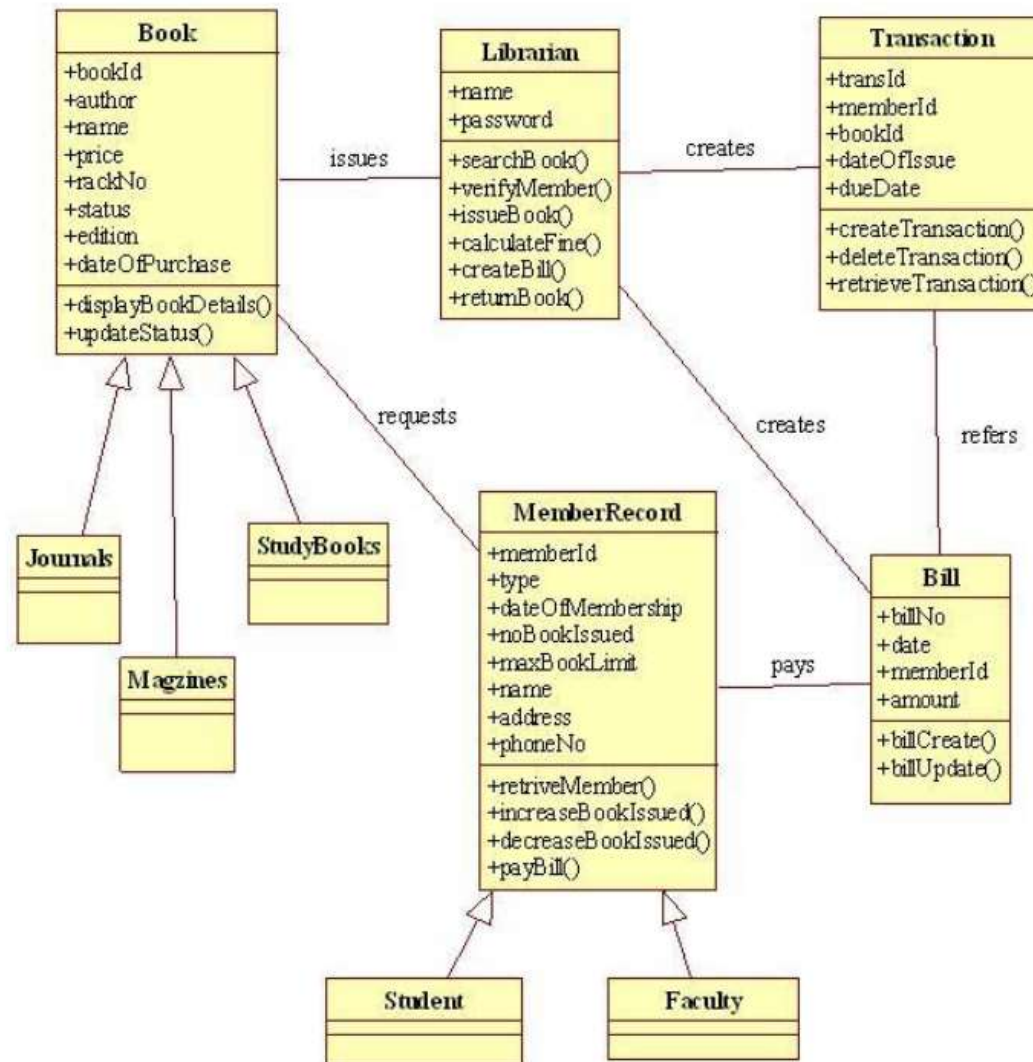 Book
+bookId
+author
+name
+price
+rackNo
+status
+edition
+dateOfPurchase
+displayBookDetails()
+updateStatus()
issues
Librarian
+name
+password
+searchBook()
+verifyMember()
+issueBook()
+calculateFine()
+createBill()
+returnBook()
creates
Transaction
+transId
+memberId
+bookId
+dateOfIssue
+dueDate
+createTransaction()
+deleteTransaction()
+retrieveTransaction()
requests
creates
refers
Journals
StudyBooks
Magzines
MemberRecord
+memberId
+type
+dateOfMembership
+noBookIssued
+maxBookLimit
+name
+address
+phoneNo
+retriveMember()
+increaseBookIssued()
+decreaseBookIssued()
+payBill()
pays
Bill
+billNo
+date
+memberId
+amount
+billCreate()
+billUpdate()
Student
Faculty